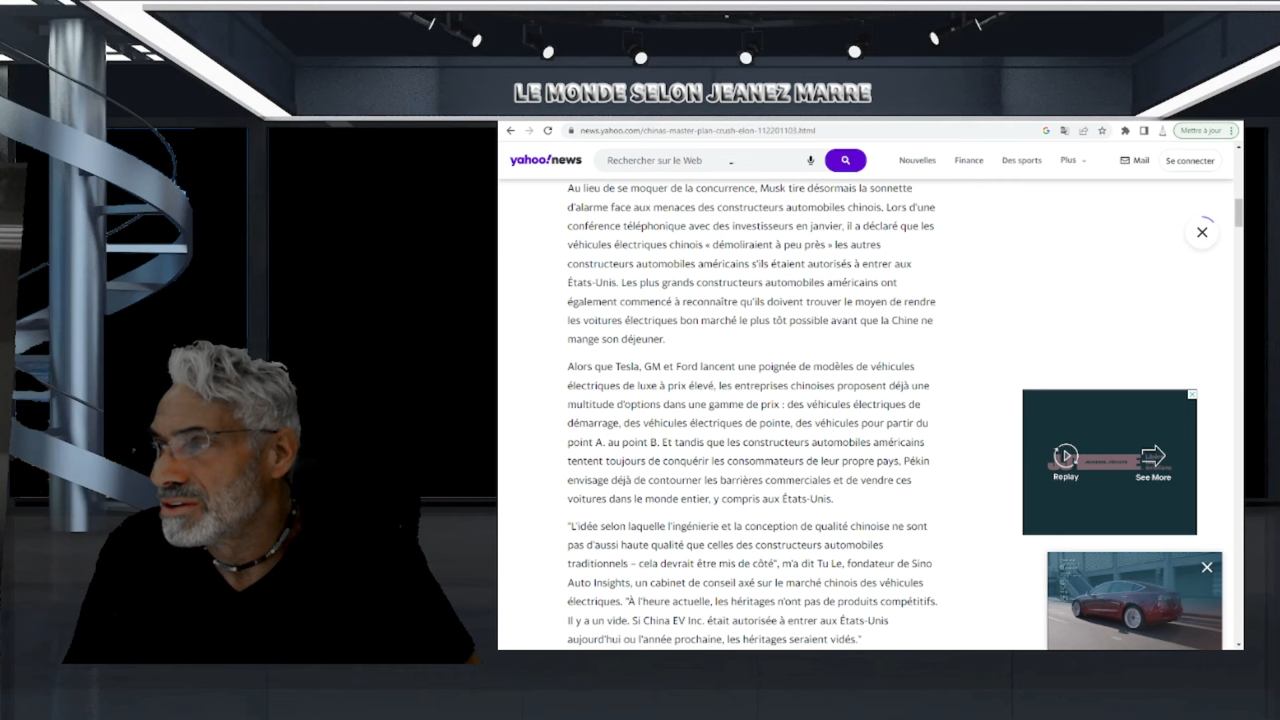 LE MONDE SELON JEANEZ MARRE
news.yahoo.com/chinas-master-plan-crush-elon-112201103.html
Mettre à jour
yahoo!news
Rechercher sur le Web
Nouvelles Finance Des sports Plus Mail Se connecter
Au lieu de se moquer de la concurrence, Musk tire désormais la sonnette
d'alarme face aux menaces des constructeurs automobiles chinois. Lors d'une
conférence téléphonique avec des investisseurs en janvier, il a déclaré que les
véhicules électriques chinois « démoliraient à peu près » les autres
constructeurs automobiles américains s'ils étaient autorisés à entrer aux
États-Unis. Les plus grands constructeurs automobiles américains ont
également commencé à reconnaître qu'ils doivent trouver le moyen de rendre
les voitures électriques bon marché le plus tôt possible avant que la Chine ne
mange son déjeuner.
Alors que Tesla, GM et Ford lancent une poignée de modèles de véhicules
électriques de luxe à prix élevé, les entreprises chinoises proposent déjà une
multitude d'options dans une gamme de prix : des véhicules électriques de
démarrage, des véhicules électriques de pointe, des véhicules pour partir du
point A. au point B. Et tandis que les constructeurs automobiles américains
tentent toujours de conquérir les consommateurs de leur propre pays, Pékin
envisage déjà de contourner les barrières commerciales et de vendre ces
voitures dans le monde entier, y compris aux États-Unis.
Replay
See More
"L'idée selon laquelle l'ingénierie et la conception de qualité chinoise ne sont
pas d'aussi haute qualité que celles des constructeurs automobiles
traditionnels – cela devrait être mis de côté", m'a dit Tu Le, fondateur de Sino
Auto Insights, un cabinet de conseil axé sur le marché chinois des véhicules
électriques. "À l'heure actuelle, les héritages n'ont pas de produits compétitifs.
Il y a un vide. Si China EV Inc. était autorisée à entrer aux États-Unis
aujourd'hui ou l'année prochaine, les héritages seraient vidés."